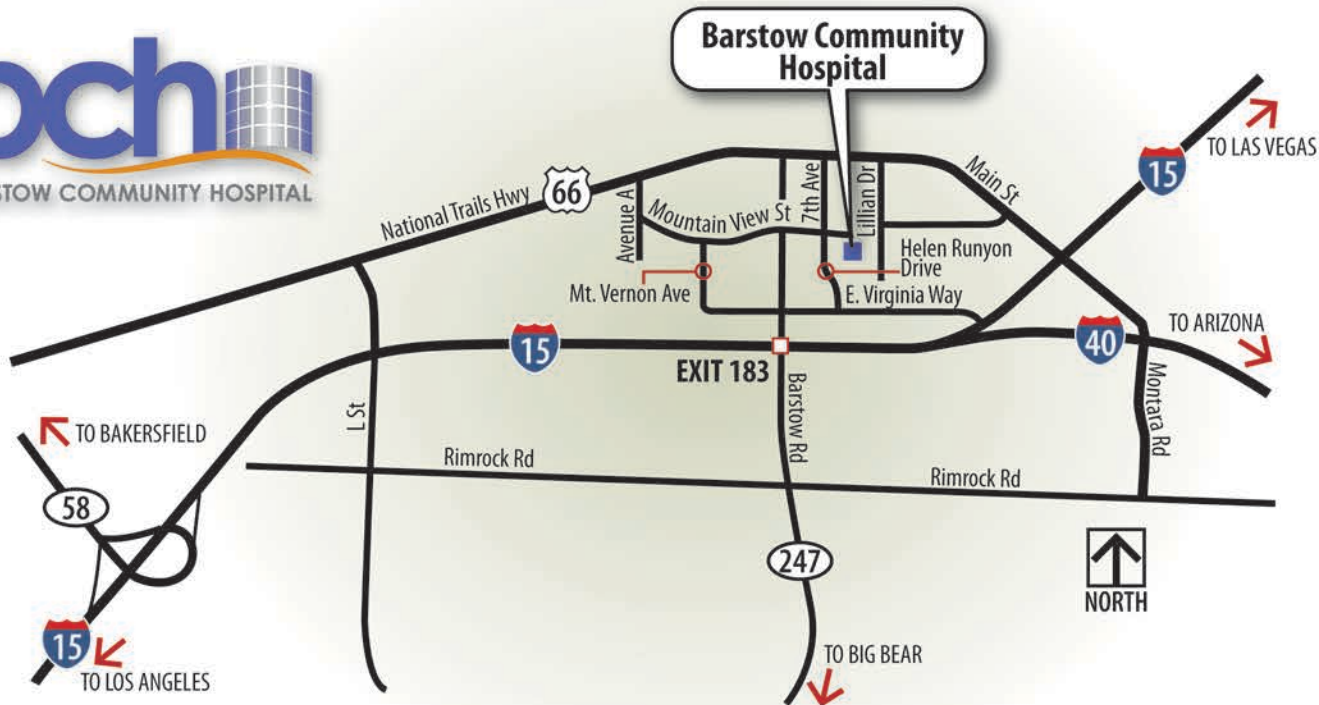 och
STOW COMMUNITY HOSPITAL
Barstow Community
Hospital
TO LAS VEGAS
15
Main St
7th Ave
Lillian Dr
66
National Trails Hwy
Avenue A
Mountain View St
Helen Runyon
Drive
Mt. Vernon Ave
E. Virginia Way
TO ARIZONA
15
40
EXIT 183
Barstow Rd
Montara Rd
L St
TO BAKERSFIELD
Rimrock Rd
Rimrock Rd
58
247
NORTH
15
TO LOS ANGELES
TO BIG BEAR